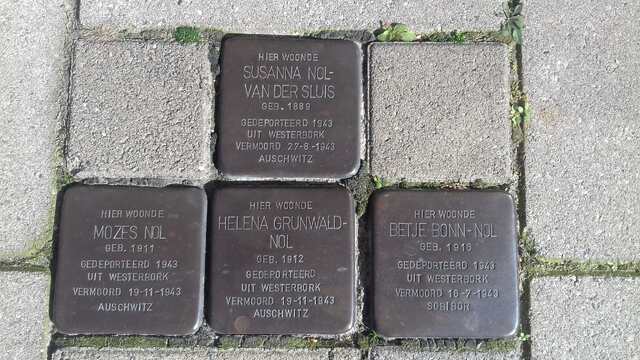 HIER WOONDE
SUSANNA NOL-
VAN DER SLUIS
GEB. 1889
GEDEPORTEERD 1943
UIT WESTERBORK
VERMOORD 27-8-1943
AUSCHWITZ
HIER WOONDE
MOZES NOL
GEB. 1911
GEDEPORTEERD 1943
UIT WESTERBORK
VERMOORD 19-11-1943
AUSCHWITZ
HIER WOONDE
HELENA GRUNWALD-
NOL
GEB. 1912
GEDEPORTEERD
UIT WESTERBORK
VERMOORD 19-11-1943
AUSCHWITZ
HIER WOONDE
BETJE BONN-NOL
GEB. 1916
GEDEPORTEERD 1943
UIT WESTERBORK
VERMOORD 16-7-1943
SOBIBOR